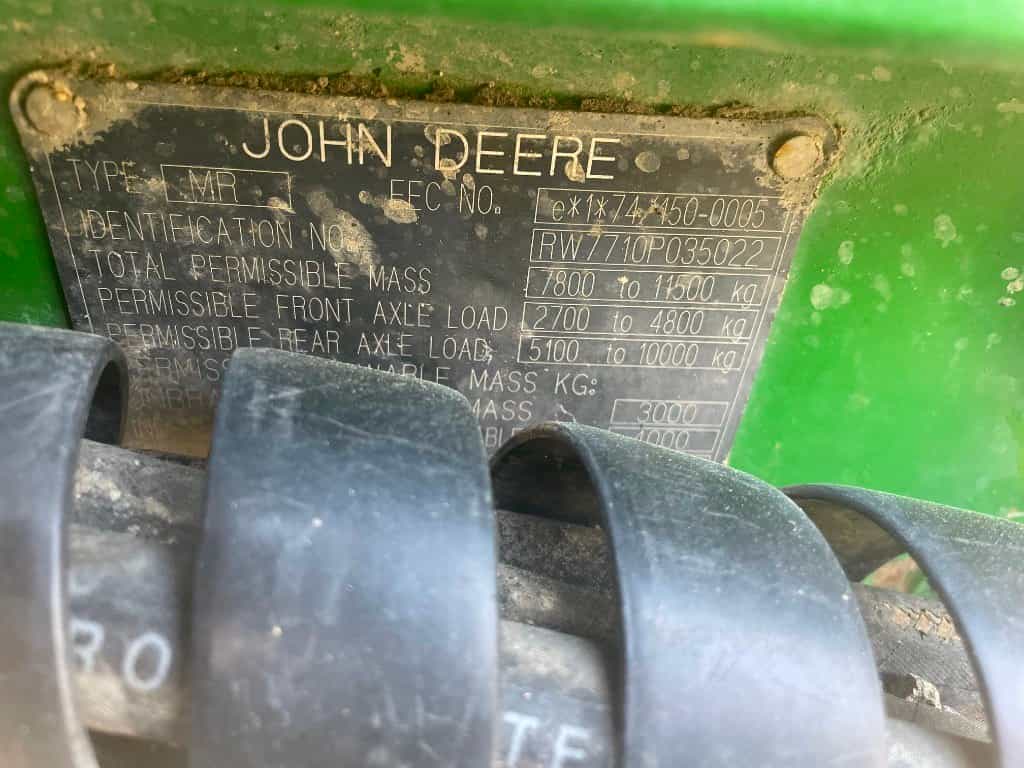 JOHN DEERE
TYPE MR EEC NO. e*1*74*150-0005
IDENTIFICATION NO. RW7710P035022
TOTAL PERMISSIBLE MASS 7800 to 11500 kg
PERMISSIBLE FRONT AXLE LOAD 2700 to 4800 kg
PERMISSIBLE REAR AXLE LOAD: 5100 to 10000 kg
MASS KG:
MASS 3000
4000
RO
TE